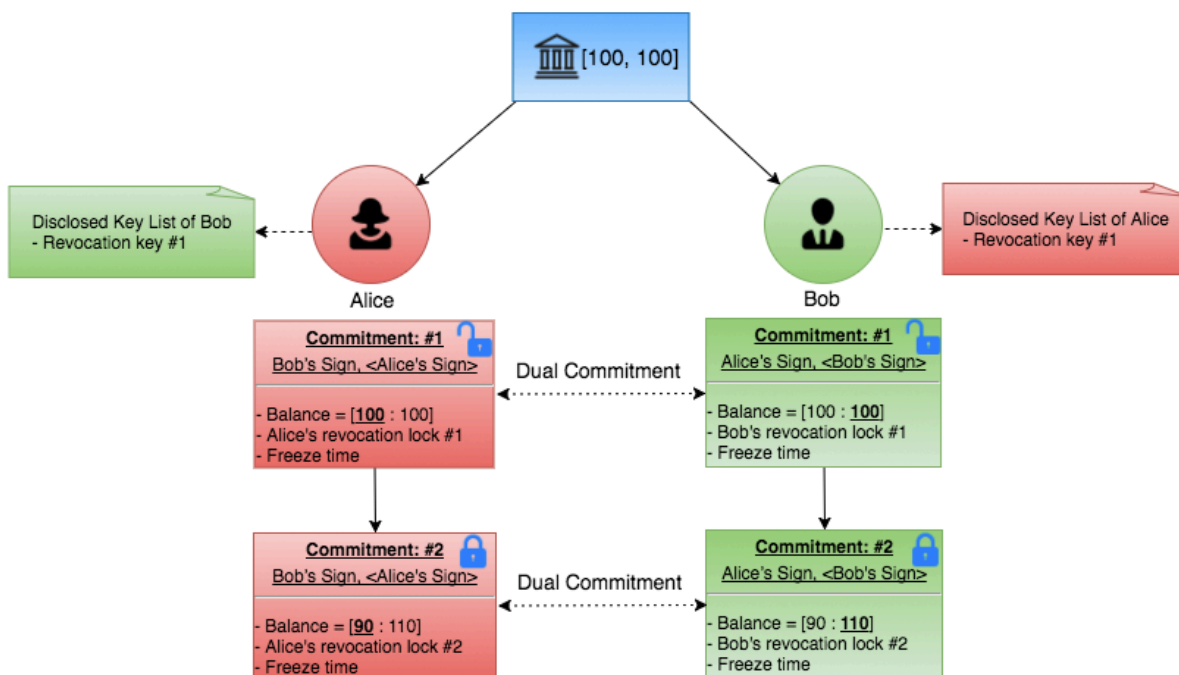 [100, 100]
Disclosed Key List of Bob
- Revocation key #1
Disclosed Key List of Alice
- Revocation key #1
Alice
Bob
Commitment: #1
Bob's Sign, <Alice's Sign>
- Balance = [100 : 100]
- Alice's revocation lock #1
- Freeze time
Dual Commitment
Commitment: #1
Alice's Sign, <Bob's Sign>
- Balance = [100 : 100]
- Bob's revocation lock #1
- Freeze time
Commitment: #2
Bob's Sign, <Alice's Sign>
- Balance = [90 : 110]
- Alice's revocation lock #2
- Freeze time
Dual Commitment
Commitment: #2
Alice's Sign, <Bob's Sign>
- Balance = [90 : 110]
- Bob's revocation lock #2
- Freeze time